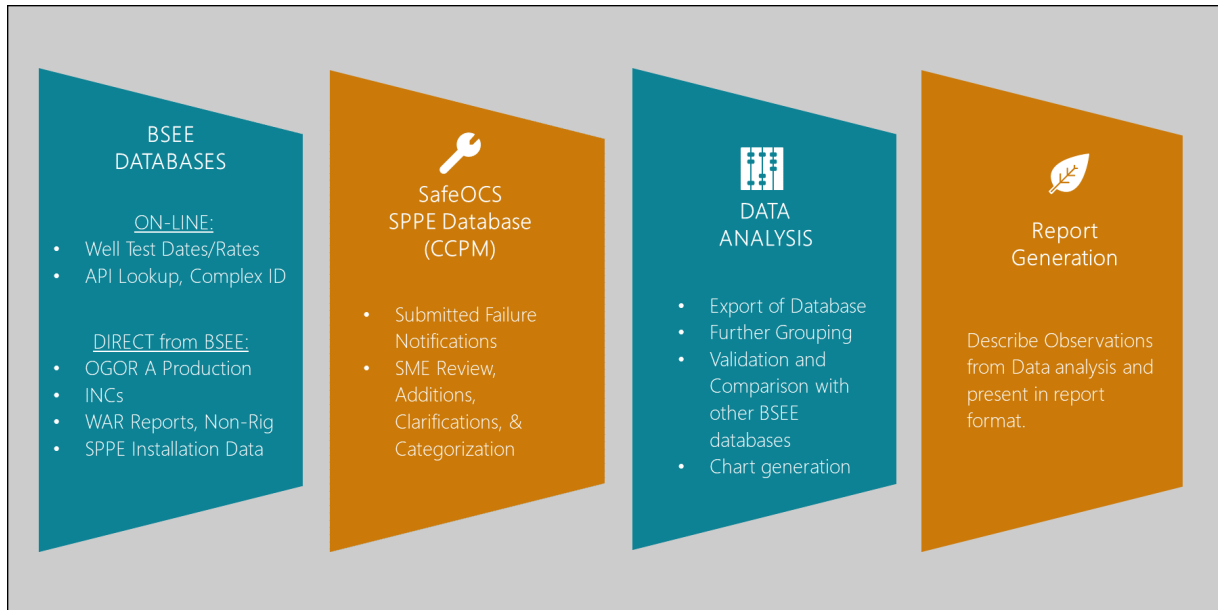 BSEE
DATABASES
ON-LINE:
• Well Test Dates/Rates
• API Lookup, Complex ID
DIRECT from BSEE:
• OGOR A Production
• INCs
• WAR Reports, Non-Rig
• SPPE Installation Data
SafeOCS
SPPE Database
(CCPM)
• Submitted Failure
Notifications
• SME Review,
Additions,
Clarifications, &
Categorization
DATA
ANALYSIS
• Export of Database
• Further Grouping
• Validation and
Comparison with
other BSEE
databases
• Chart generation
Report
Generation
Describe Observations
from Data analysis and
present in report
format.